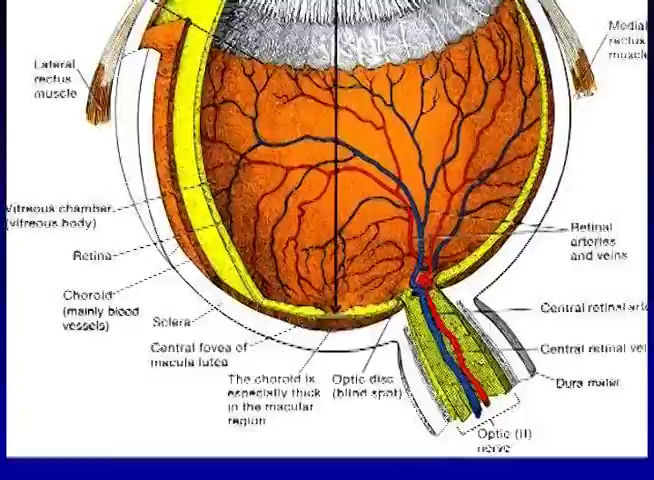 Lateral
rectus
muscle
Medial
rectus
muscle
Vitreous chamber
(vitreous body)
Retina
Choroid
(mainly blood
vessels)
Sclera
Central fovea of
macula lutea
The choroid is
especially thick
in the macular
region
Optic disc
(blind spot)
Retinal
arteries
and veins
Central retinal
Central retinal
Dura mater
Optic (II)
nerve